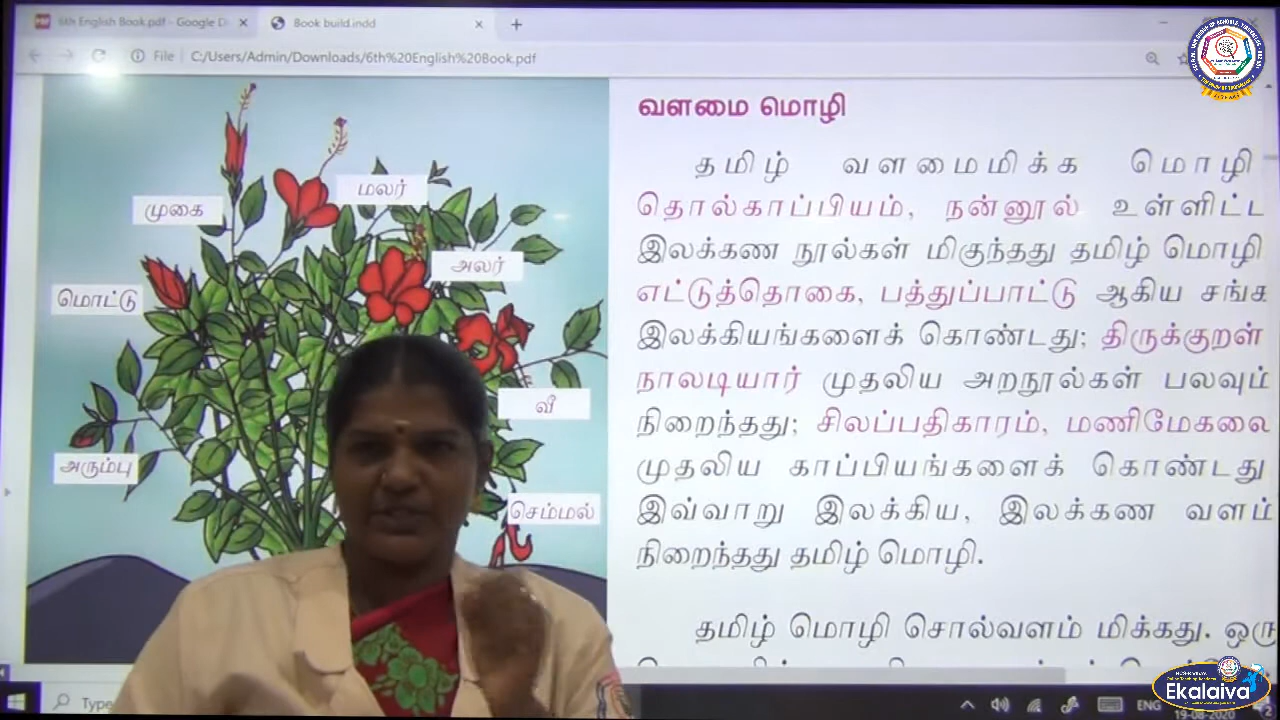 6th English Book.pdf - Google D
Book build.indd
File
C:/Users/Admin/Downloads/6th%20English%20Book.pdf
முகை
மலர்
அலர்
மொட்டு
வீ
அரும்பு
செம்மல்
வளமை மொழி
தமிழ் வளமைமிக்க மொழி
தொல்காப்பியம், நன்னூல் உள்ளிட்ட
இலக்கண நூல்கள் மிகுந்தது தமிழ் மொழி
எட்டுத்தொகை, பத்துப்பாட்டு ஆகிய சங்க
இலக்கியங்களைக் கொண்டது; திருக்குறள்
நாலடியார் முதலிய அறநூல்கள் பலவும்
நிறைந்தது; சிலப்பதிகாரம், மணிமேகலை
முதலிய காப்பியங்களைக் கொண்டது
இவ்வாறு இலக்கிய, இலக்கண வளம்
நிறைந்தது தமிழ் மொழி.
தமிழ் மொழி சொல்வளம் மிக்கது. ஒரு
Type
ENG
19-08-2020
Ekalaiva